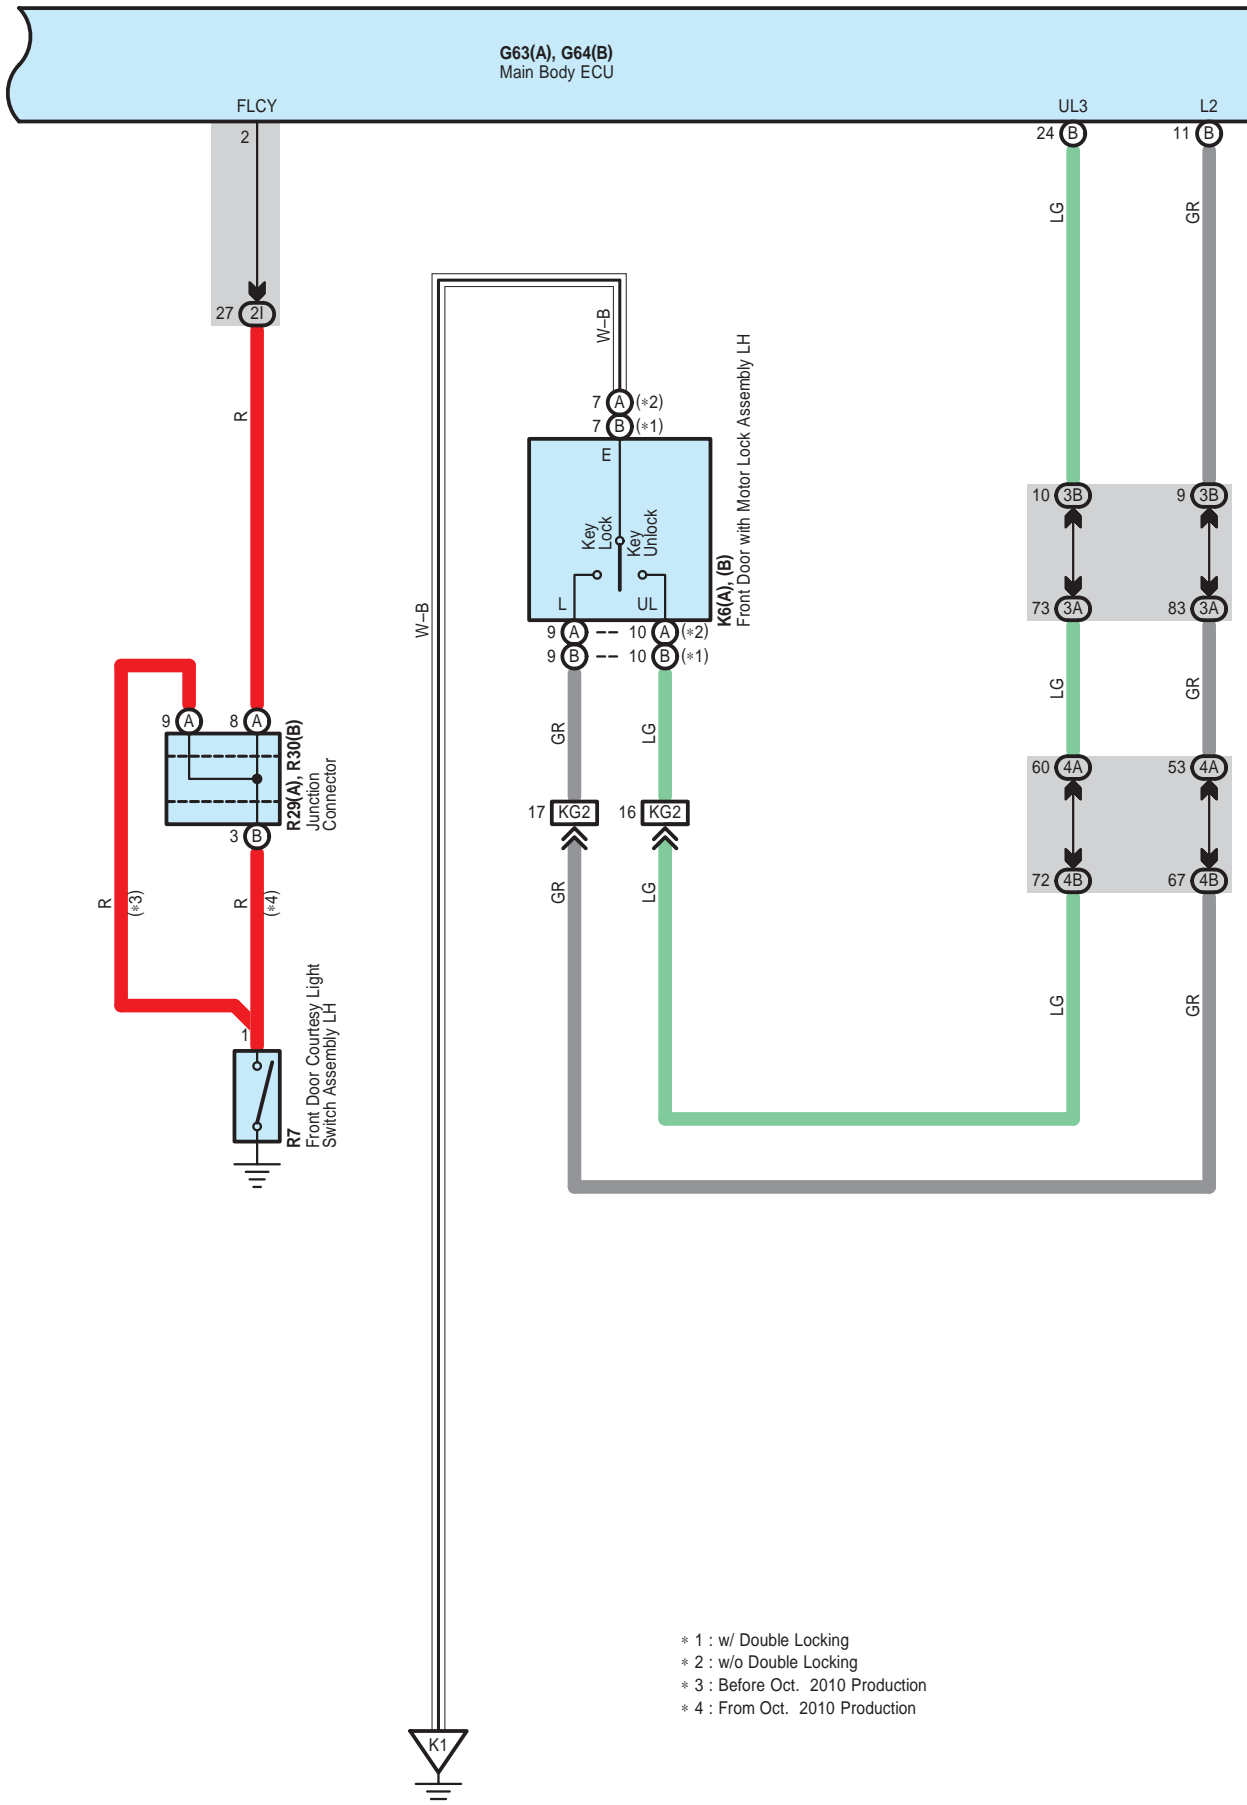 G63(A), G64(B)
Main Body ECU
FLCY
UL3
L2
2
24 B
11 B
LG
GR
27 2I
W–B
R
7 A (∗2)
7 B (∗1)
E
Key
Lock
Key
Unlock
L
UL
K6(A), (B)
Front Door with Motor Lock Assembly LH
10 3B
9 3B
73 3A
83 3A
W–B
9 A –– 10 A (∗2)
9 B –– 10 B (∗1)
LG
GR
9 A
8 A
R29(A), R30(B)
Junction
Connector
GR
LG
60 4A
53 4A
17 KG2
16 KG2
3 B
R
(∗3)
R
(∗4)
GR
LG
72 4B
67 4B
LG
GR
1
R7
Front Door Courtesy Light
Switch Assembly LH
∗ 1 : w/ Double Locking
∗ 2 : w/o Double Locking
∗ 3 : Before Oct. 2010 Production
∗ 4 : From Oct. 2010 Production
K1